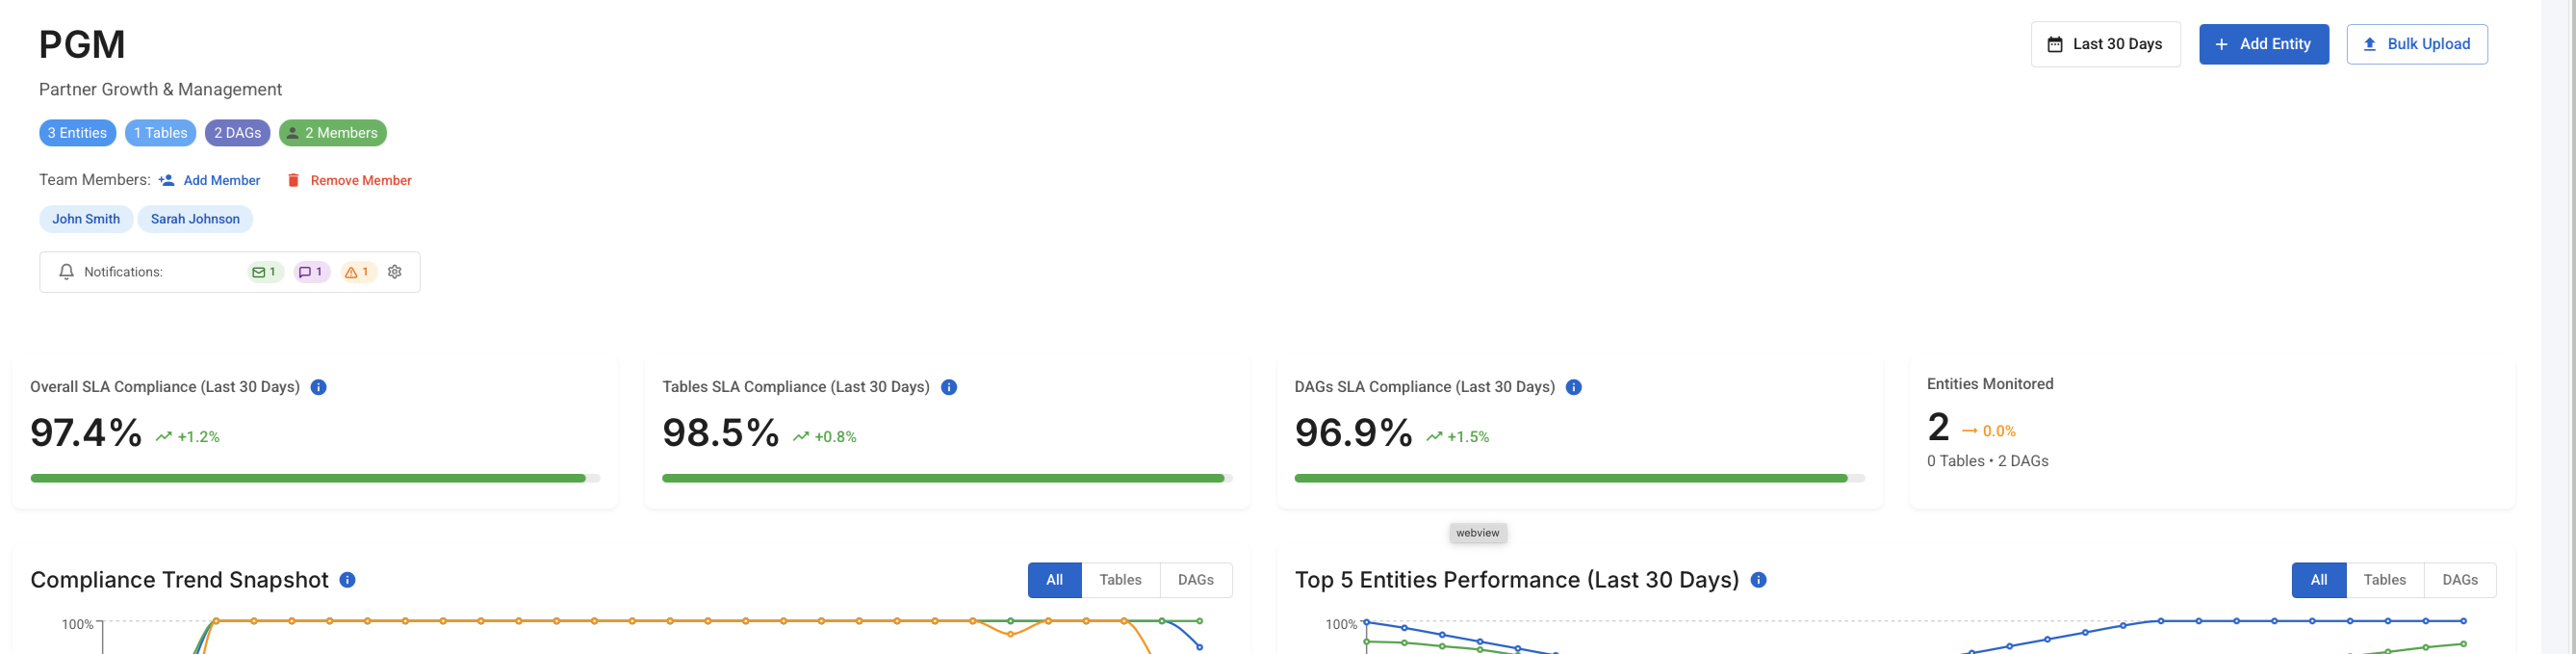 PGM
Last 30 Days
Add Entity
Bulk Upload
Partner Growth & Management
3 Entities
1 Tables
2 DAGs
2 Members
Team Members:
Add Member
Remove Member
John Smith
Sarah Johnson
Notifications:
1
1
1
Overall SLA Compliance (Last 30 Days)
97.4%
+1.2%
Tables SLA Compliance (Last 30 Days)
98.5%
+0.8%
DAGs SLA Compliance (Last 30 Days)
96.9%
+1.5%
Entities Monitored
2
0.0%
0 Tables • 2 DAGs
webview
Compliance Trend Snapshot
All
Tables
DAGs
100%
Top 5 Entities Performance (Last 30 Days)
All
Tables
DAGs
100%